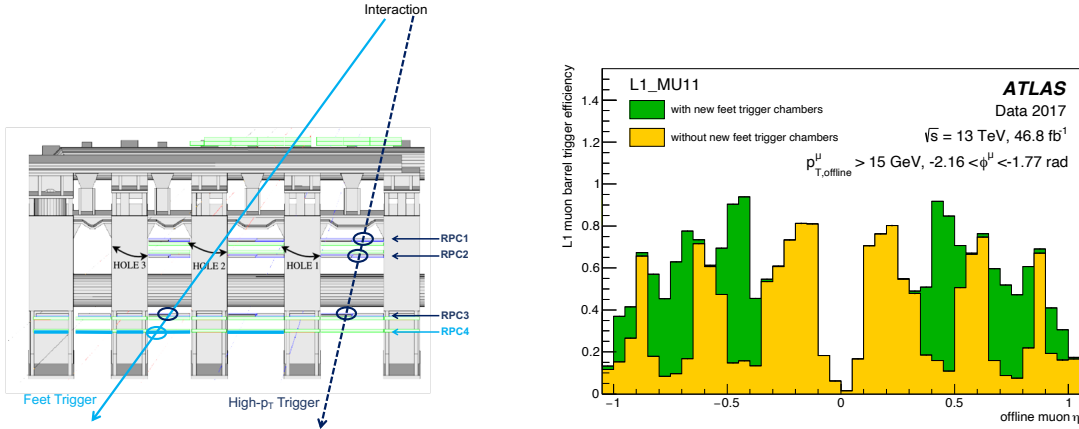 Interaction
RPC1
RPC2
HOLE 3
HOLE 2
HOLE 1
RPC3
RPC4
Feet Trigger
High-pT Trigger
L1 muon barrel trigger efficiency
1.4
1.2
1
0.8
0.6
0.4
0.2
0
L1_MU11
with new feet trigger chambers
without new feet trigger chambers
ATLAS
Data 2017
√s = 13 TeV, 46.8 fb-1
pμT,offline > 15 GeV, -2.16 < ϕμ <-1.77 rad
−1
−0.5
0
0.5
1
offline muon η